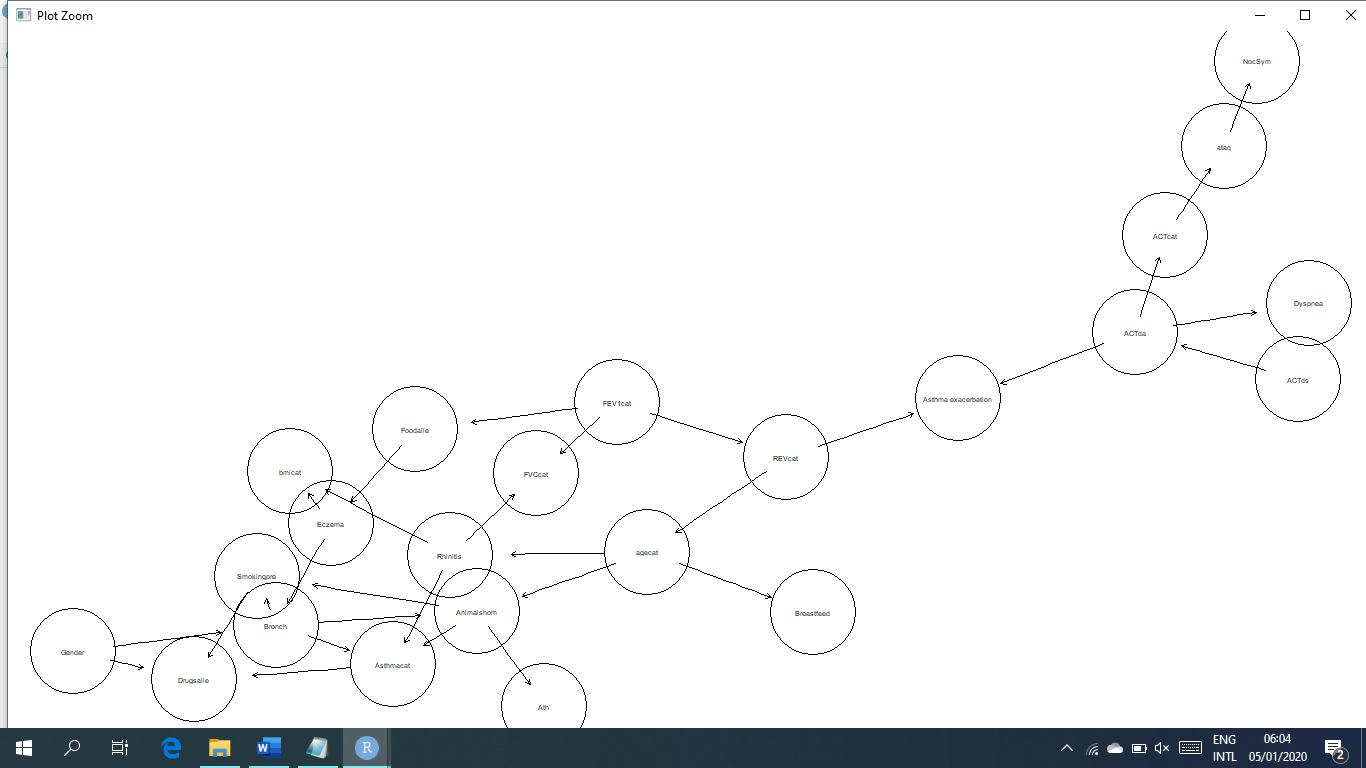 Plot Zoom
NocSym
ataq
ACTcat
Dyspnea
ACTda
ACTds
Asthma exacerbation
FEV1cat
Foodalle
REVcat
bmicat
FVCcat
Eczema
Rhinitis
agecat
Smokingpre
Animalshom
Breastfeed
Bronch
Gender
Asthmacat
Drugsalle
Ath
W
R
ENG
06:04
INTL
05/01/2020
2